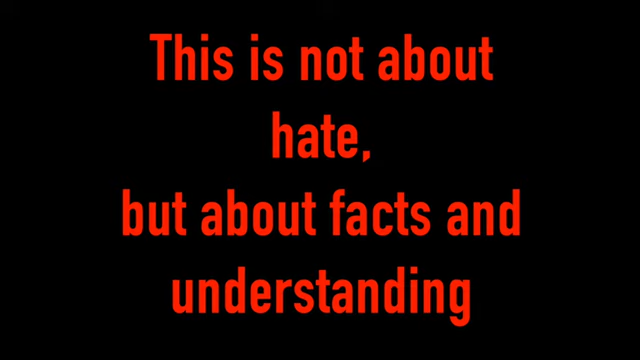 This is not about
hate,
but about facts and
understanding